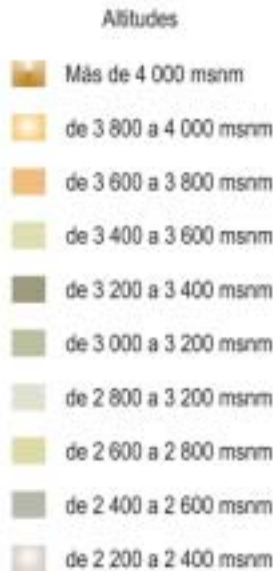 Altitudes
Más de 4 000 msnm
de 3 800 a 4 000 msnm
de 3 600 a 3 800 msnm
de 3 400 a 3 600 msnm
de 3 200 a 3 400 msnm
de 3 000 a 3 200 msnm
de 2 800 a 3 200 msnm
de 2 600 a 2 800 msnm
de 2 400 a 2 600 msnm
de 2 200 a 2 400 msnm